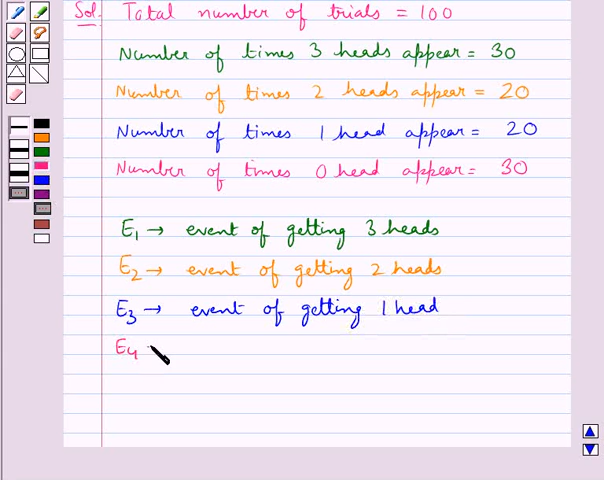 Sol. Total number of trials = 100
Number of times 3 heads appear = 30
Number of times 2 heads appear = 20
Number of times 1 head appear = 20
Number of times 0 head appear = 30
E₁ → event of getting 3 heads
E₂ → event of getting 2 heads
E₃ → event of getting 1 head
E₄